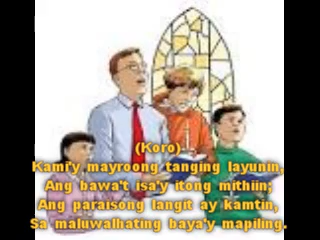 (Koro)
Kami'y mayroong tanging layunin,
Ang bawa't isa'y itong mithiin;
Ang paraisong langit ay kamtin,
Sa maluwalhating baya'y mapiling.